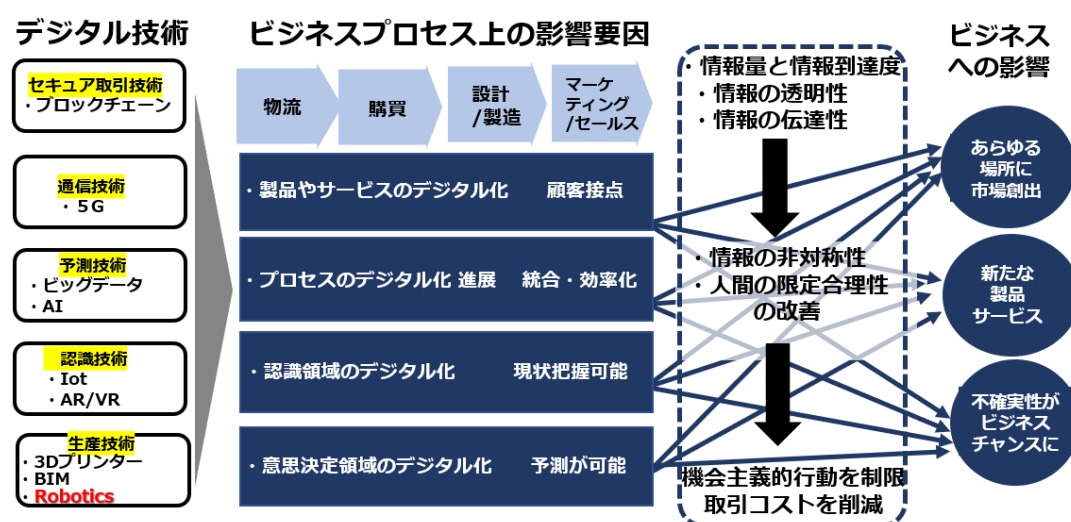 デジタル技術
ビジネスプロセス上の影響要因
ビジネス
への影響
セキュア取引技術
・ブロックチェーン
通信技術
・５G
予測技術
・ビッグデータ
・AI
認識技術
・Iot
・AR/VR
生産技術
・3Dプリンター
・BIM
・Robotics
物流
購買
設計
/製造
マーケ
ティング
/セールス
・製品やサービスのデジタル化　顧客接点
・プロセスのデジタル化 進展　統合・効率化
・認識領域のデジタル化　現状把握可能
・意思決定領域のデジタル化　予測が可能
・情報量と情報到達度
・情報の透明性
・情報の伝達性
・情報の非対称性
・人間の限定合理性
の改善
機会主義的行動を制限
取引コストを削減
あらゆる
場所に
市場創出
新たな
製品
サービス
不確実性が
ビジネス
チャンスに